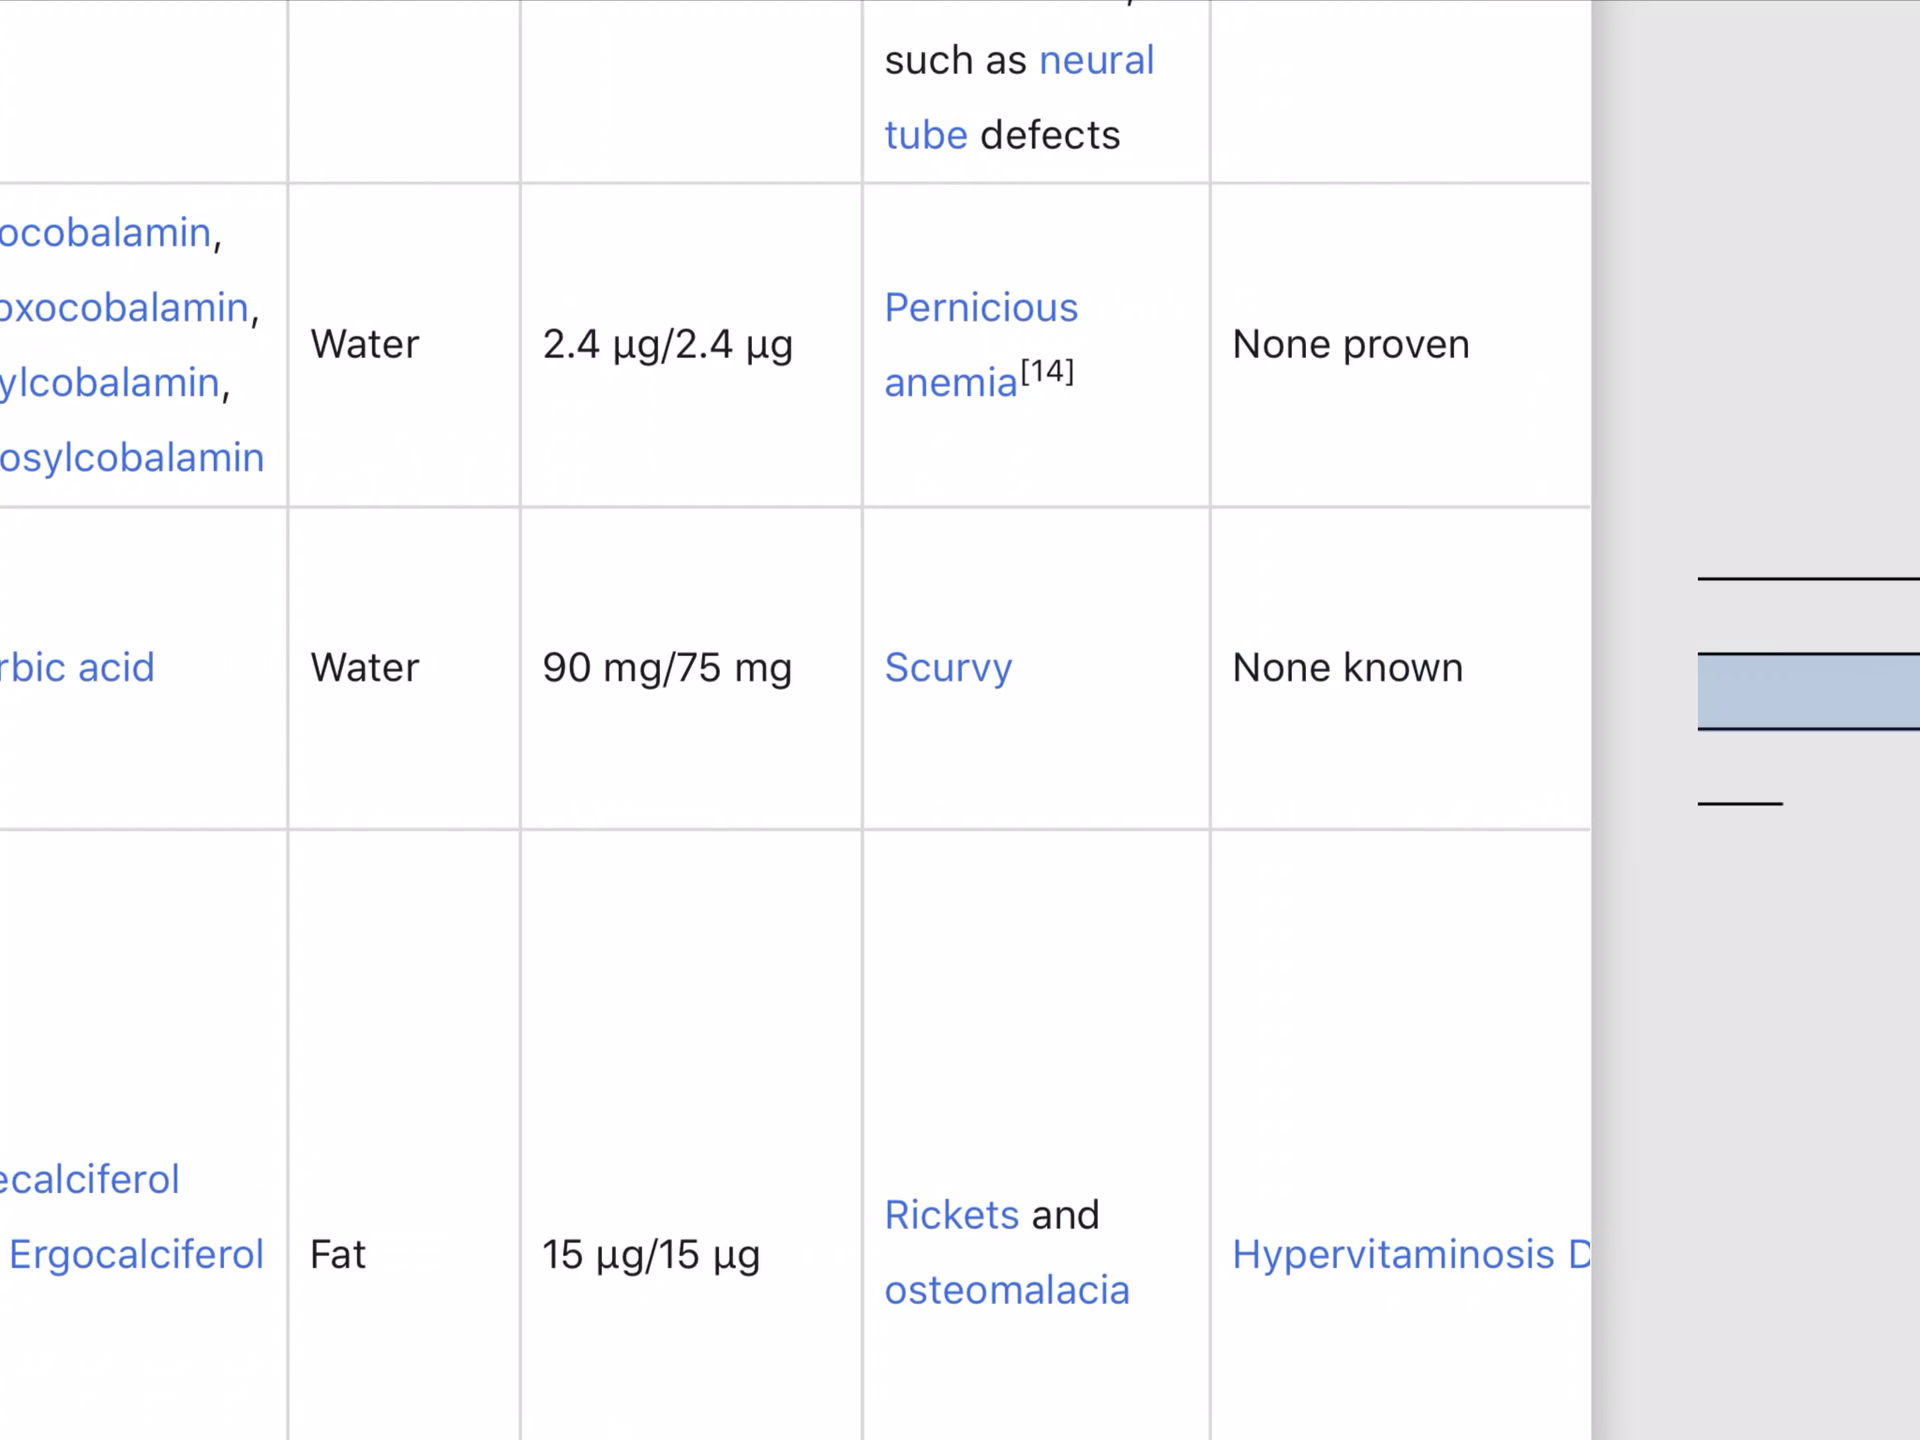 such as neural
tube defects
ocobalamin,
oxocobalamin,
ylcobalamin,
osylcobalamin
Water
2.4 μg/2.4 μg
Pernicious
anemia[14]
None proven
rbic acid
Water
90 mg/75 mg
Scurvy
None known
ecalciferol
Ergocalciferol
Fat
15 μg/15 μg
Rickets and
osteomalacia
Hypervitaminosis D